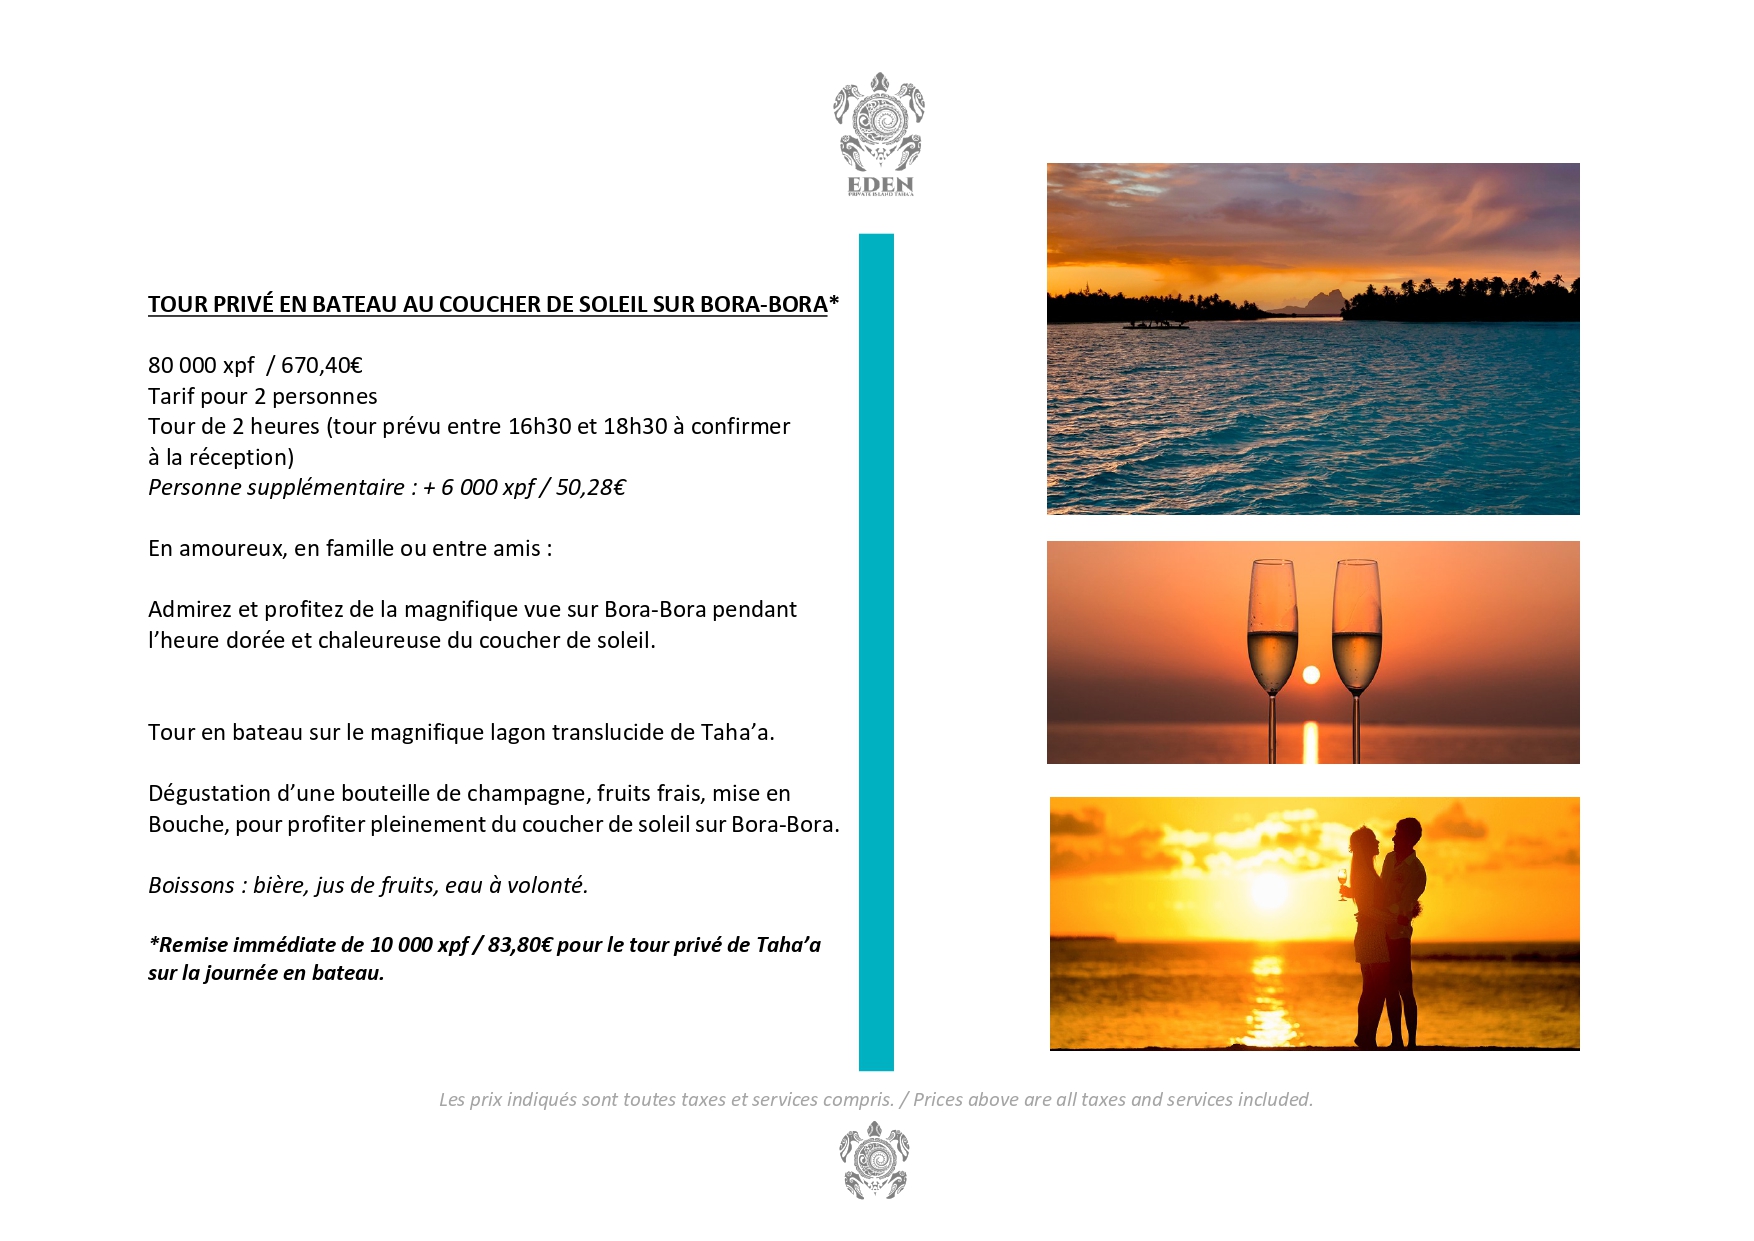 EDEN
PRIVATE ISLAND TAHA'A
TOUR PRIVÉ EN BATEAU AU COUCHER DE SOLEIL SUR BORA-BORA*
80 000 xpf / 670,40€
Tarif pour 2 personnes
Tour de 2 heures (tour prévu entre 16h30 et 18h30 à confirmer
à la réception)
Personne supplémentaire : + 6 000 xpf / 50,28€
En amoureux, en famille ou entre amis :
Admirez et profitez de la magnifique vue sur Bora-Bora pendant
l’heure dorée et chaleureuse du coucher de soleil.
Tour en bateau sur le magnifique lagon translucide de Taha’a.
Dégustation d’une bouteille de champagne, fruits frais, mise en
Bouche, pour profiter pleinement du coucher de soleil sur Bora-Bora.
Boissons : bière, jus de fruits, eau à volonté.
*Remise immédiate de 10 000 xpf / 83,80€ pour le tour privé de Taha’a
sur la journée en bateau.
Les prix indiqués sont toutes taxes et services compris. / Prices above are all taxes and services included.